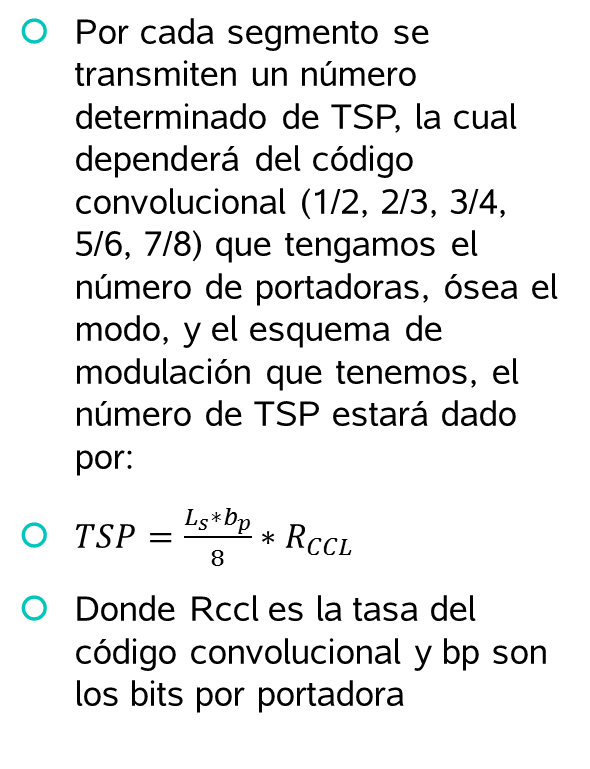 Por cada segmento se
transmiten un número
determinado de TSP, la cual
dependerá del código
convolucional (1/2, 2/3, 3/4,
5/6, 7/8) que tengamos el
número de portadoras, ósea el
modo, y el esquema de
modulación que tenemos, el
número de TSP estará dado
por:
TSP = \frac{L_s*b_p}{8} * R_{CCL}
Donde Rccl es la tasa del
código convolucional y bp son
los bits por portadora